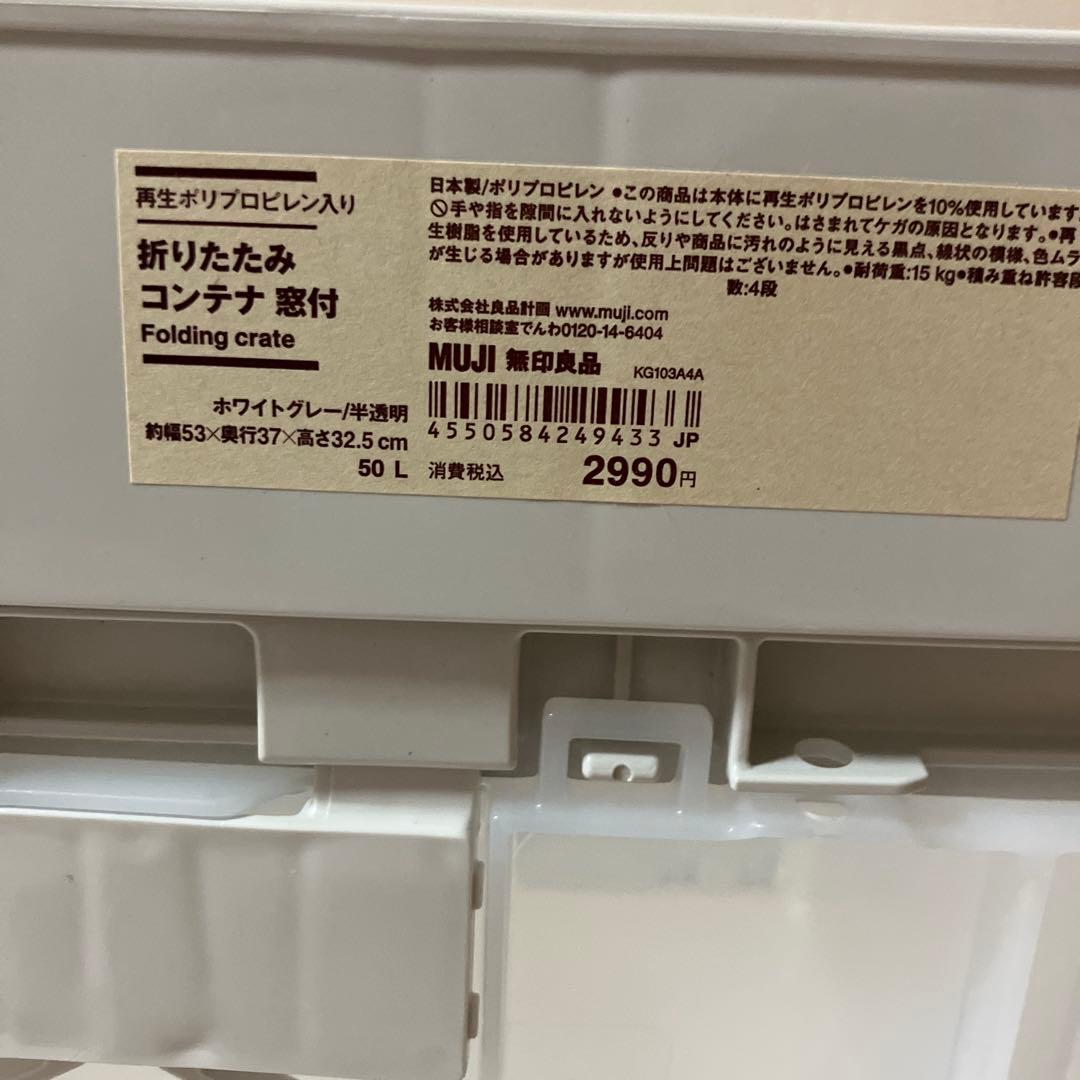 再生ポリプロピレン入り
折りたたみ
コンテナ 窓付
Folding crate
ホワイトグレー/半透明
約幅53×奥行37×高さ32.5cm
50 L
日本製/ポリプロピレン ●この商品は本体に再生ポリプロピレンを10%使用しています。
🚫手や指を隙間に入れないようにしてください。はさまれてケガの原因となります。●再
生樹脂を使用しているため、反りや商品に汚れのように見える黒点、線状の模様、色ムラ
が生じる場合がありますが使用上問題はございません。●耐荷重:15 kg●積み重ね許容段
数:4段
株式会社良品計画 www.muji.com
お客様相談室でんわ0120-14-6404
MUJI 無印良品 KG103A4A
4550584249433 JP
消費税込 2990円